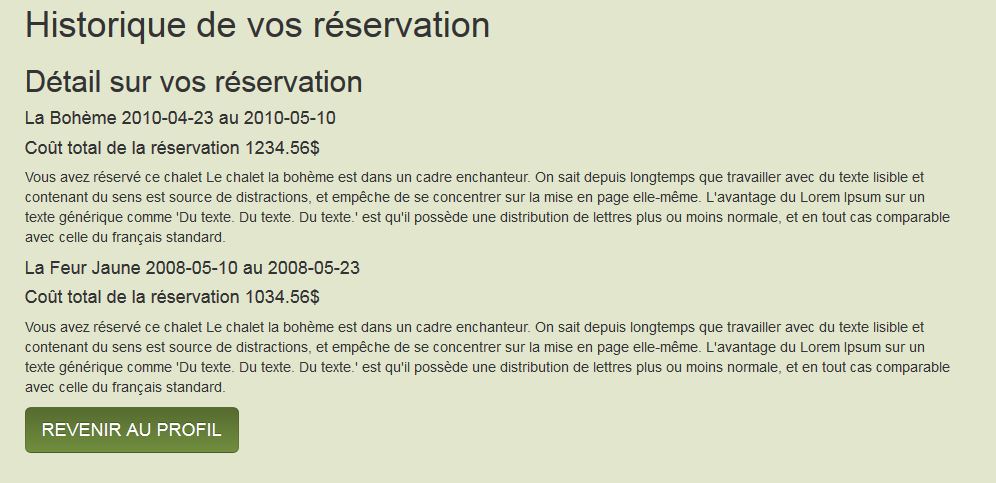 Historique de vos réservation
Détail sur vos réservation
La Bohème 2010-04-23 au 2010-05-10
Coût total de la réservation 1234.56$
Vous avez réservé ce chalet Le chalet la bohème est dans un cadre enchanteur. On sait depuis longtemps que travailler avec du texte lisible et
contenant du sens est source de distractions, et empêche de se concentrer sur la mise en page elle-même. L'avantage du Lorem Ipsum sur un
texte générique comme 'Du texte. Du texte. Du texte.' est qu'il possède une distribution de lettres plus ou moins normale, et en tout cas comparable
avec celle du français standard.
La Feur Jaune 2008-05-10 au 2008-05-23
Coût total de la réservation 1034.56$
Vous avez réservé ce chalet Le chalet la bohème est dans un cadre enchanteur. On sait depuis longtemps que travailler avec du texte lisible et
contenant du sens est source de distractions, et empêche de se concentrer sur la mise en page elle-même. L'avantage du Lorem Ipsum sur un
texte générique comme 'Du texte. Du texte. Du texte.' est qu'il possède une distribution de lettres plus ou moins normale, et en tout cas comparable
avec celle du français standard.
REVENIR AU PROFIL